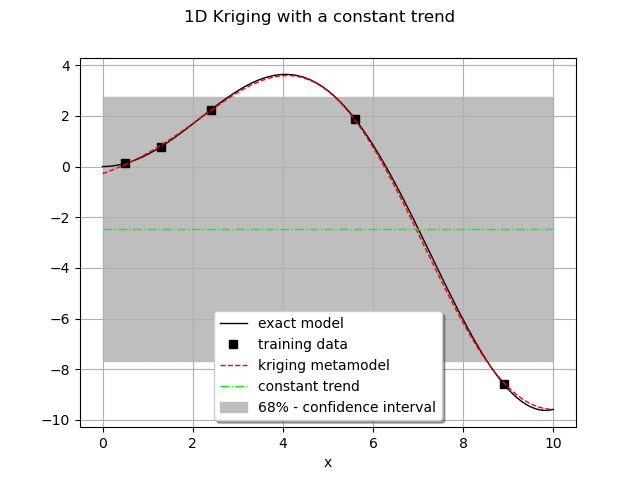 1D Kriging with a constant trend
4
2
0
−2
−4
−6
−8
−10
exact model
training data
kriging metamodel
constant trend
68% - confidence interval
0 2 4 6 8 10
x